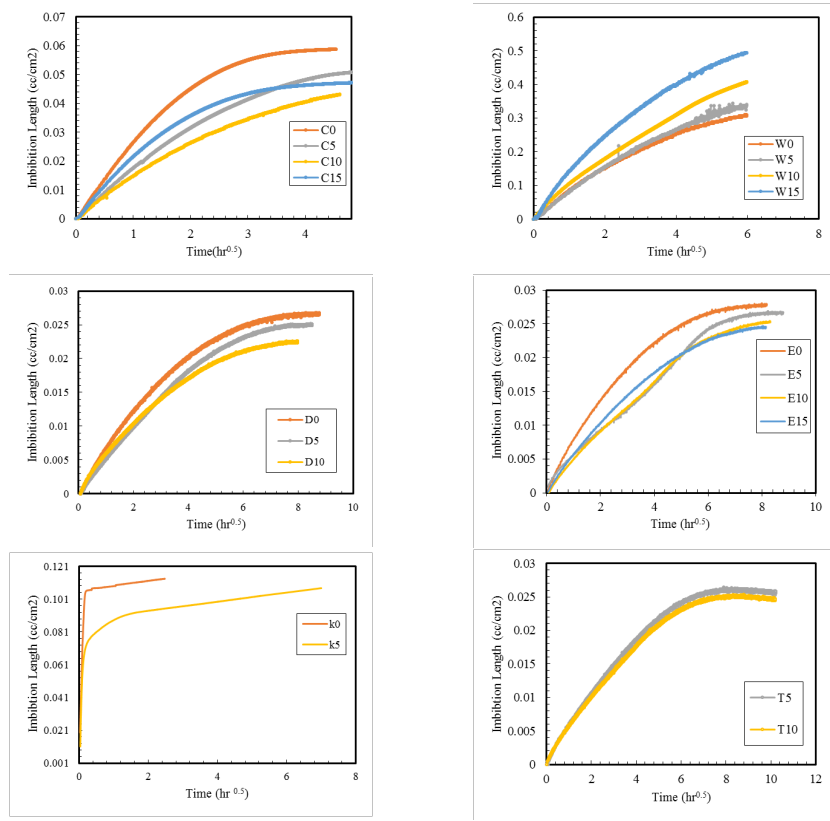 0.07
0.06
0.05
0.04
0.03
0.02
0.01
0
Imbibition Length (cc/cm2)
C0
C5
C10
C15
0 1 2 3 4
Time(hr0.5)
0.6
0.5
0.4
0.3
0.2
0.1
0
Imbibition Length (cc/cm2)
W0
W5
W10
W15
0 2 4 6 8
Time (hr0.5)
0.03
0.025
0.02
0.015
0.01
0.005
0
Imbibition Length (cc/cm2)
D0
D5
D10
0 2 4 6 8 10
Time (hr0.5)
0.03
0.025
0.02
0.015
0.01
0.005
0
Imbibition Length (cc/cm2)
E0
E5
E10
E15
0 2 4 6 8 10
Time (hr0.5)
0.121
0.101
0.081
0.061
0.041
0.021
0.001
Imbibtion Length (cc/cm2)
k0
k5
0 2 4 6 8
Time (hr 0.5)
0.03
0.025
0.02
0.015
0.01
0.005
0
Imbibtion Length (cc/cm2)
T5
T10
0 2 4 6 8 10 12
Time (hr0.5)